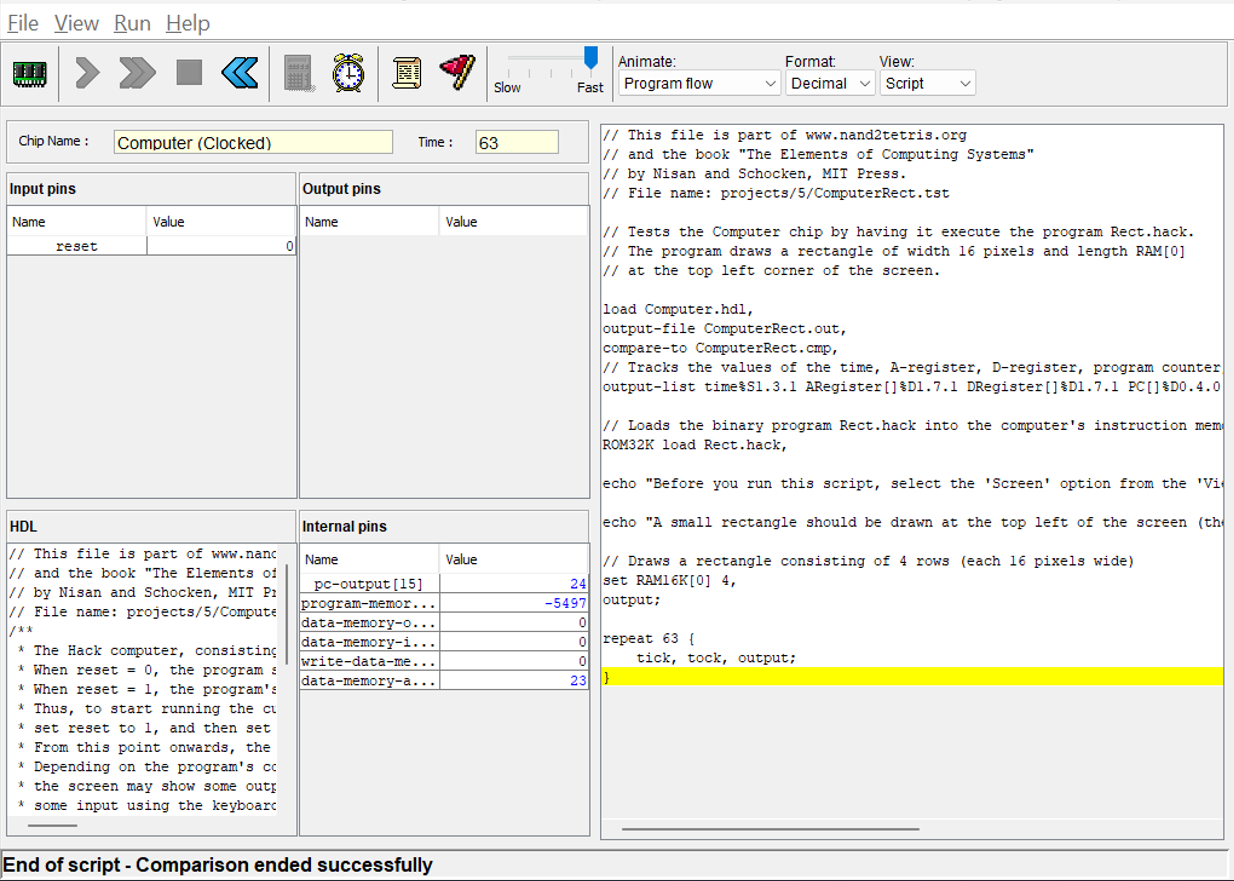 File View Run Help
Slow Fast
Animate: Format: View:
Program flow Decimal Script
Chip Name : Computer (Clocked) Time : 63
Input pins
Name Value
reset 0
Output pins
Name Value
HDL
// This file is part of www.nand
// and the book "The Elements of
// by Nisan and Schocken, MIT Pr
// File name: projects/5/Compute
/**
* The Hack computer, consisting
* When reset = 0, the program s
* When reset = 1, the program's
* Thus, to start running the cu
* set reset to 1, and then set
* From this point onwards, the
* Depending on the program's co
* the screen may show some outp
* some input using the keyboard
Internal pins
Name Value
pc-output[15] 24
program-memor... -5497
data-memory-o... 0
data-memory-i... 0
write-data-me... 0
data-memory-a... 23
// This file is part of www.nand2tetris.org
// and the book "The Elements of Computing Systems"
// by Nisan and Schocken, MIT Press.
// File name: projects/5/ComputerRect.tst
// Tests the Computer chip by having it execute the program Rect.hack.
// The program draws a rectangle of width 16 pixels and length RAM[0]
// at the top left corner of the screen.
load Computer.hdl,
output-file ComputerRect.out,
compare-to ComputerRect.cmp,
// Tracks the values of the time, A-register, D-register, program counter,
output-list time%S1.3.1 ARegister[]%D1.7.1 DRegister[]%D1.7.1 PC[]%D0.4.0
// Loads the binary program Rect.hack into the computer's instruction mem
ROM32K load Rect.hack,
echo "Before you run this script, select the 'Screen' option from the 'Vi
echo "A small rectangle should be drawn at the top left of the screen (the
// Draws a rectangle consisting of 4 rows (each 16 pixels wide)
set RAM16K[0] 4,
output;
repeat 63 {
tick, tock, output;
}
End of script - Comparison ended successfully